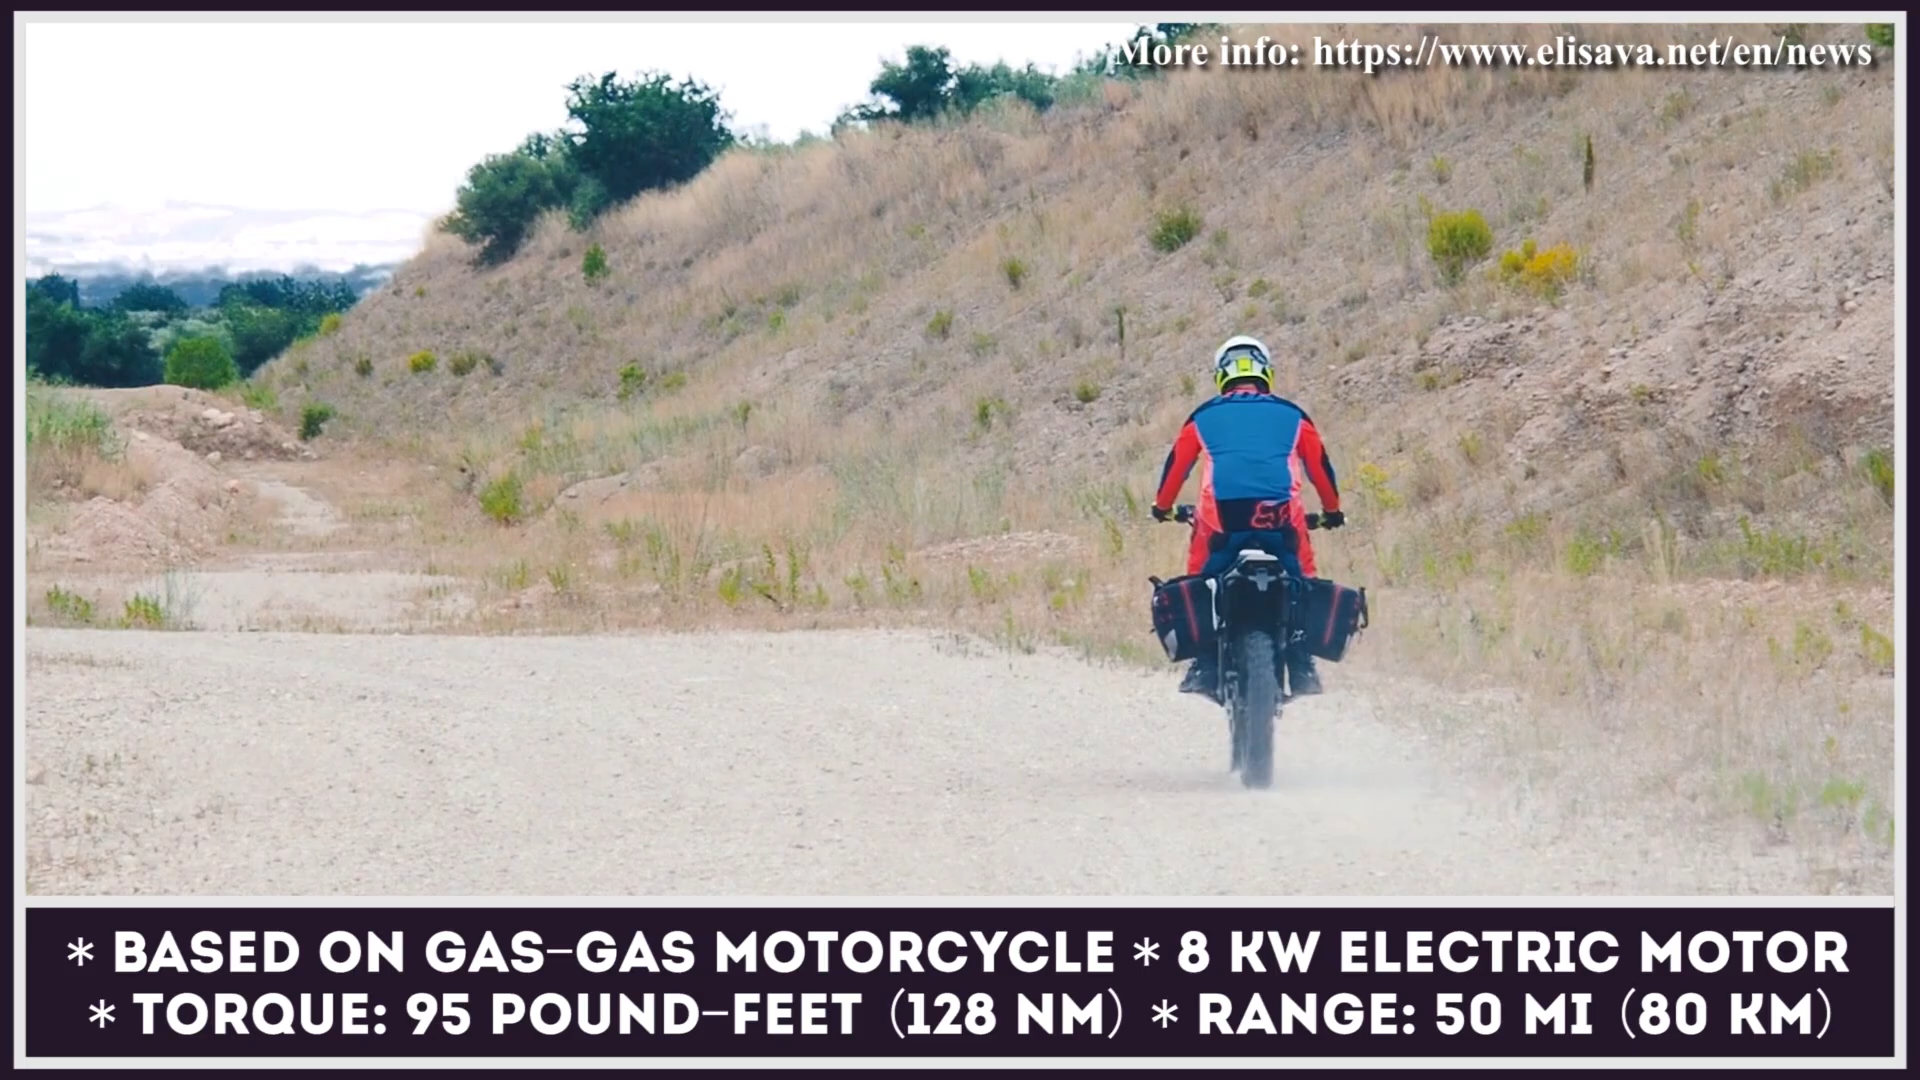 More info: https://www.elisava.net/en/news
* BASED ON GAS-GAS MOTORCYCLE * 8 KW ELECTRIC MOTOR
* TORQUE: 95 POUND-FEET (128 NM) * RANGE: 50 MI (80 KM)